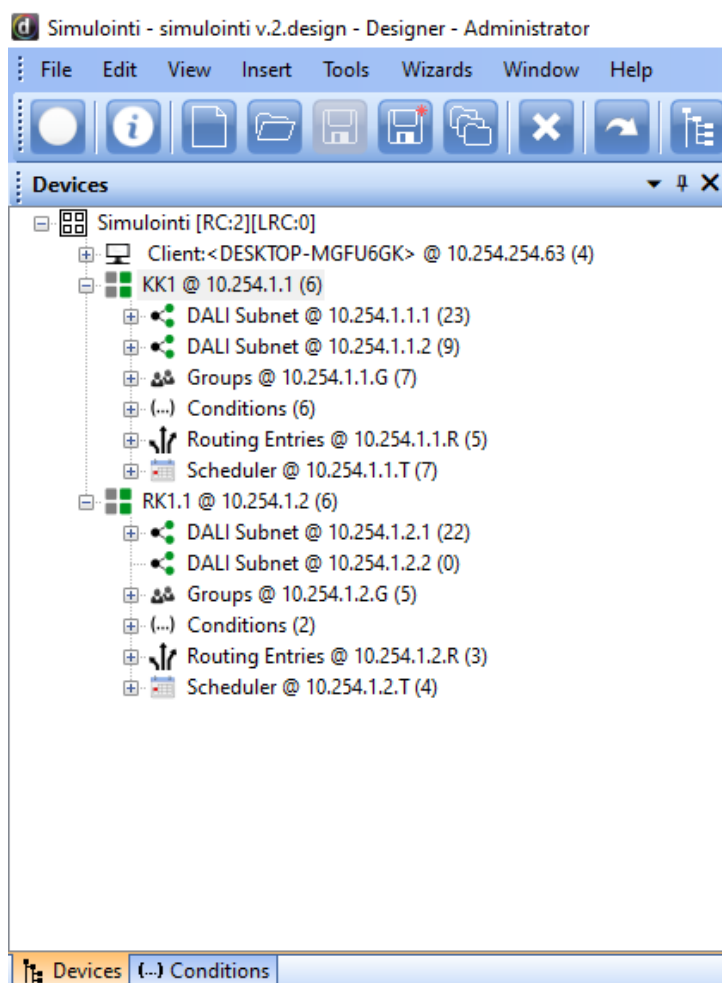 Simulointi - simulointi v.2.design - Designer - Administrator
File Edit View Insert Tools Wizards Window Help
Devices
Simulointi [RC:2][LRC:0]
Client:<DESKTOP-MGFU6GK> @ 10.254.254.63 (4)
KK1 @ 10.254.1.1 (6)
DALI Subnet @ 10.254.1.1.1 (23)
DALI Subnet @ 10.254.1.1.2 (9)
Groups @ 10.254.1.1.G (7)
(...) Conditions (6)
Routing Entries @ 10.254.1.1.R (5)
Scheduler @ 10.254.1.1.T (7)
RK1.1 @ 10.254.1.2 (6)
DALI Subnet @ 10.254.1.2.1 (22)
DALI Subnet @ 10.254.1.2.2 (0)
Groups @ 10.254.1.2.G (5)
(...) Conditions (2)
Routing Entries @ 10.254.1.2.R (3)
Scheduler @ 10.254.1.2.T (4)
Devices (...) Conditions